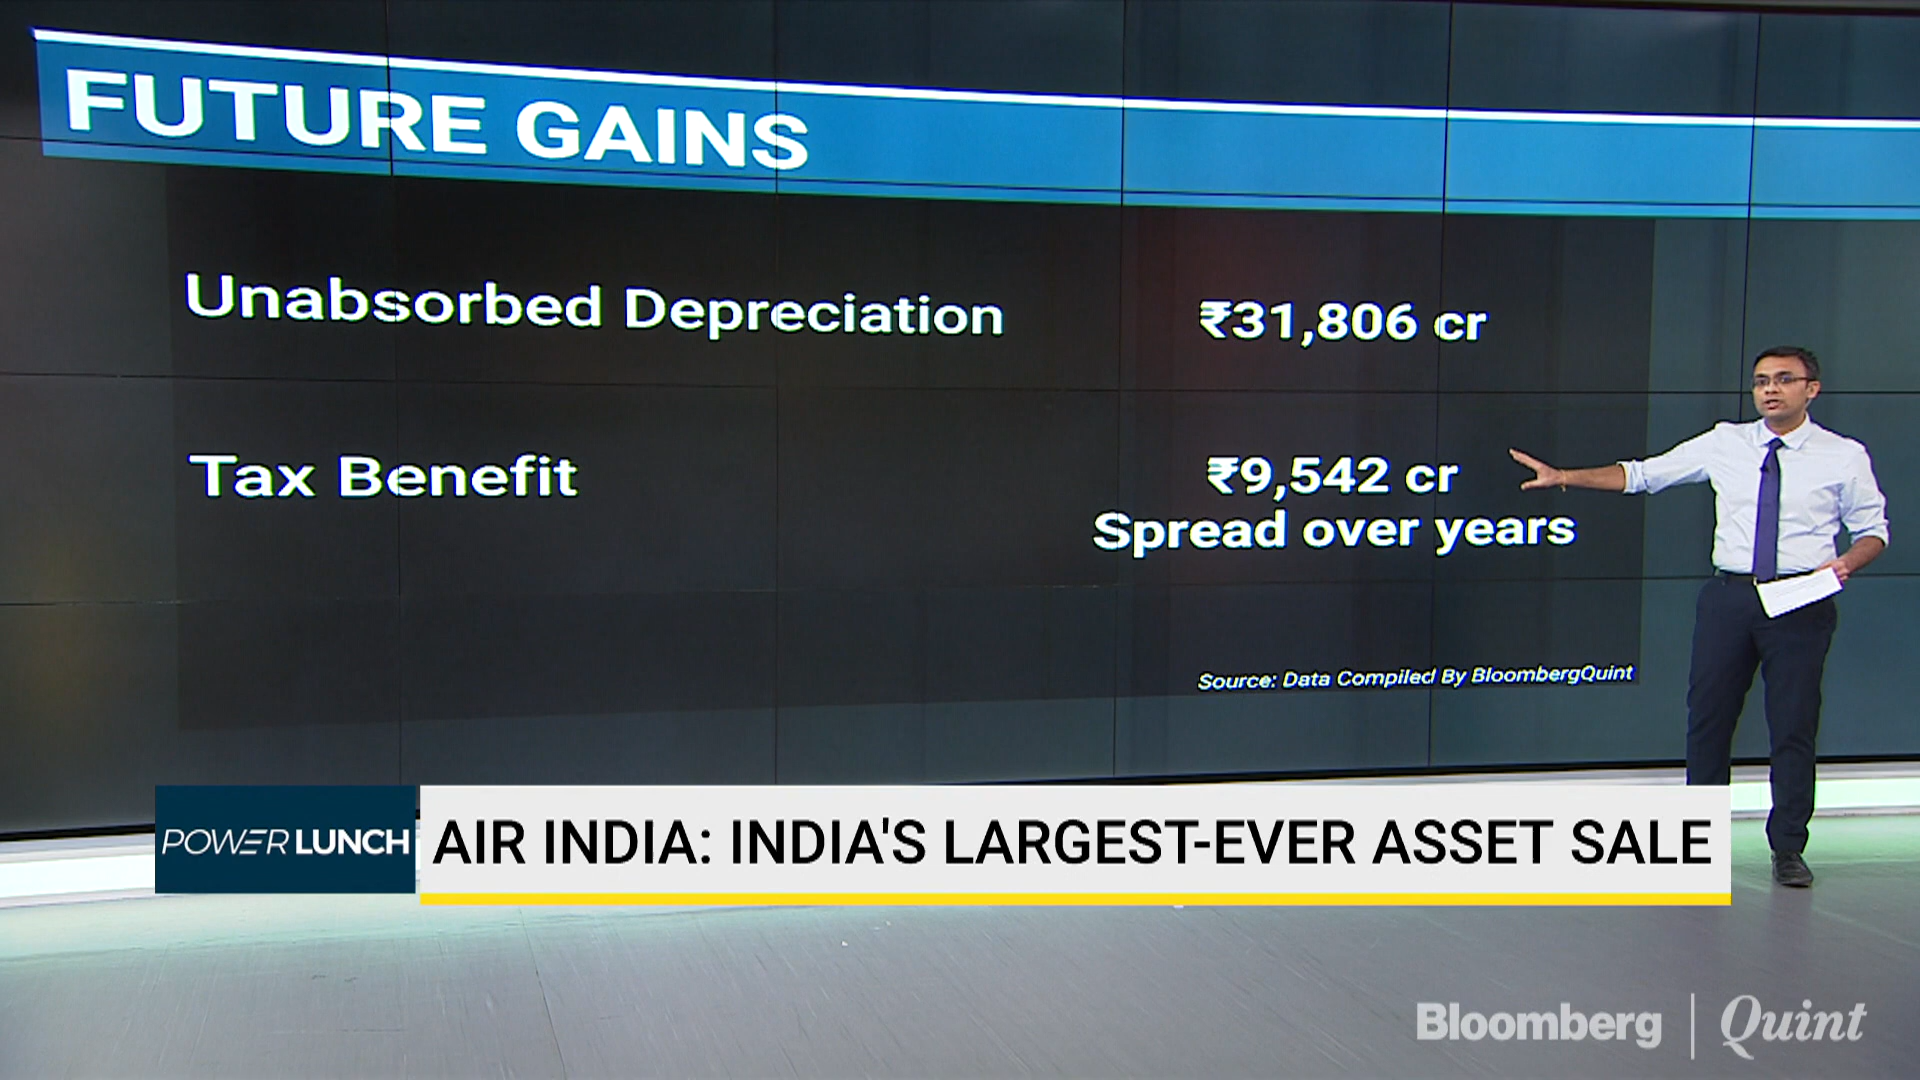 FUTURE GAINS
Unabsorbed Depreciation ₹31,806 cr
Tax Benefit ₹9,542 cr
Spread over years
Source: Data Compiled By BloombergQuint
POWER LUNCH AIR INDIA: INDIA'S LARGEST-EVER ASSET SALE
Bloomberg | Quint